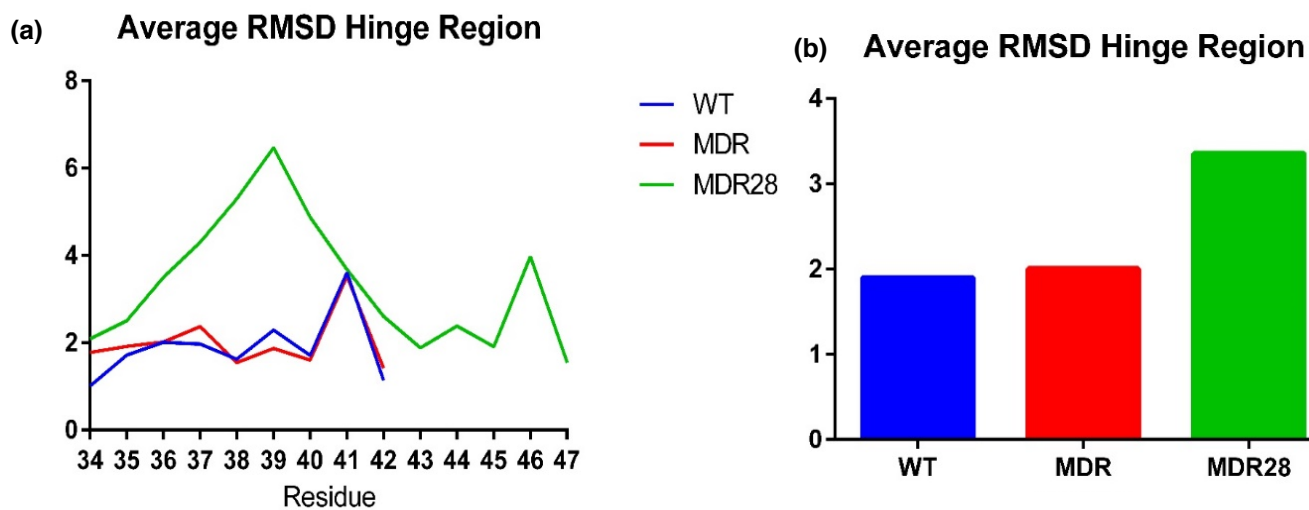 (a) Average RMSD Hinge Region
8
6
4
2
0
34 35 36 37 38 39 40 41 42 43 44 45 46 47
Residue
WT
MDR
MDR28
(b) Average RMSD Hinge Region
4
3
2
1
0
WT MDR MDR28